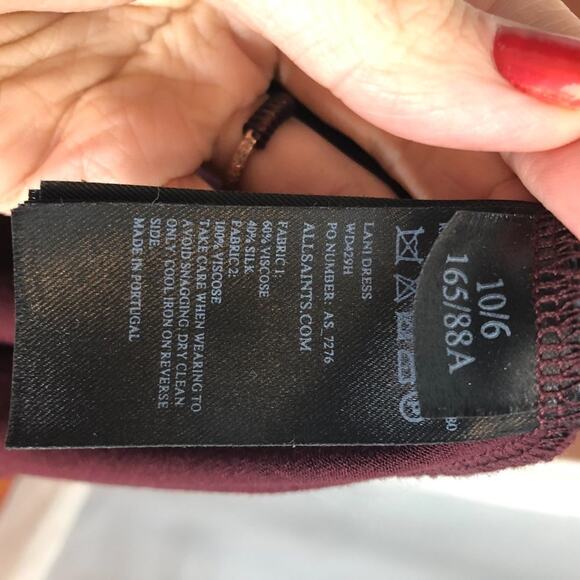 10/6
165/88A
LANI DRESS
WD429H
PO NUMBER: AS_7276
ALLSAINTS.COM
FABRIC 1:
60% VISCOSE
40% SILK
FABRIC 2:
100% VISCOSE
TAKE CARE WHEN WEARING TO
AVOID SNAGGING, DRY CLEAN
ONLY, COOL IRON ON REVERSE
SIDE.
MADE IN PORTUGAL